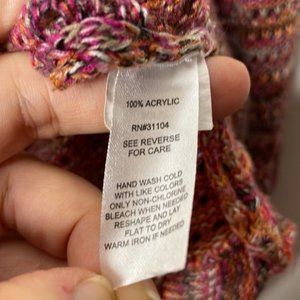 100% ACRYLIC
RN#31104
SEE REVERSE
FOR CARE
HAND WASH COLD
WITH LIKE COLORS
ONLY NON-CHLORINE
BLEACH WHEN NEEDED
RESHAPE AND LAY
FLAT TO DRY
WARM IRON IF NEEDED